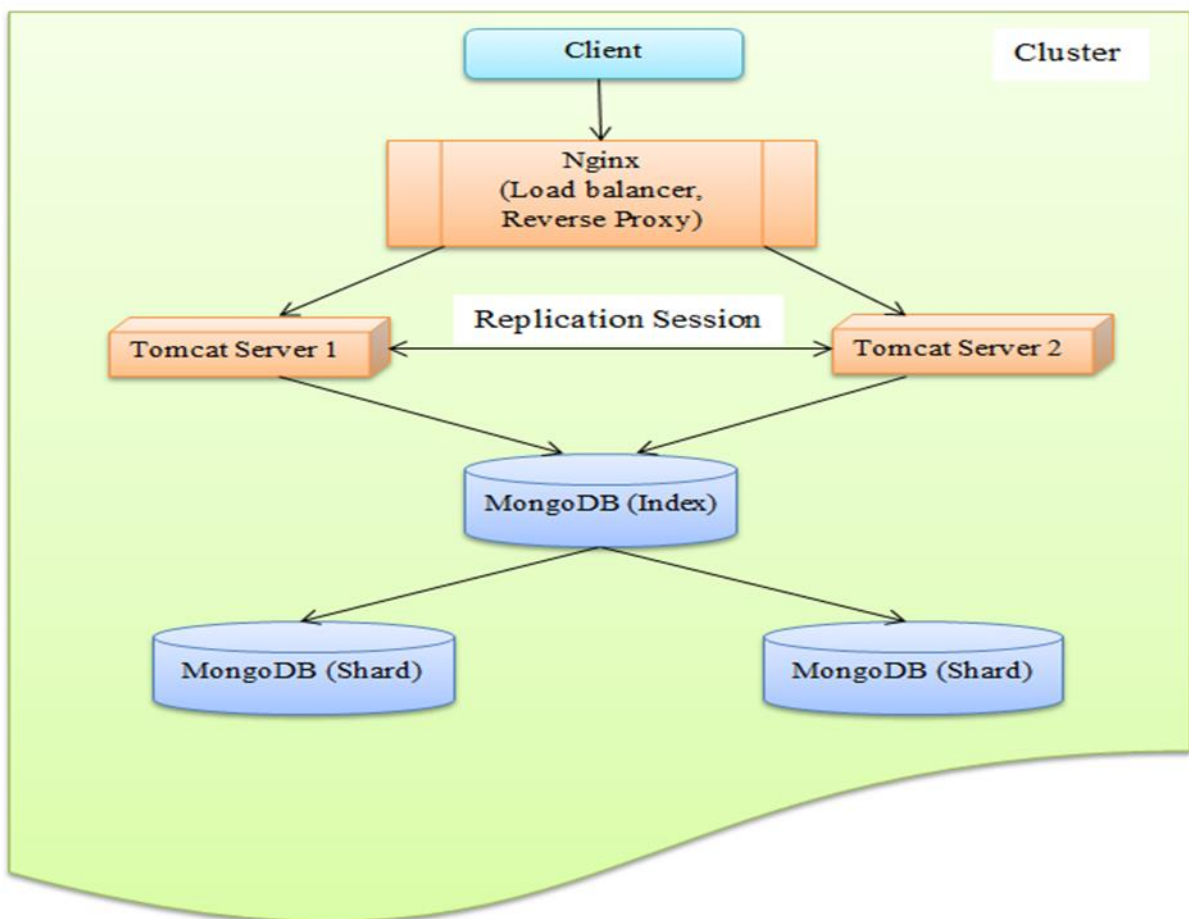 Client
Cluster
Nginx
(Load balancer,
Reverse Proxy)
Replication Session
Tomcat Server 1
Tomcat Server 2
MongoDB (Index)
MongoDB (Shard)
MongoDB (Shard)